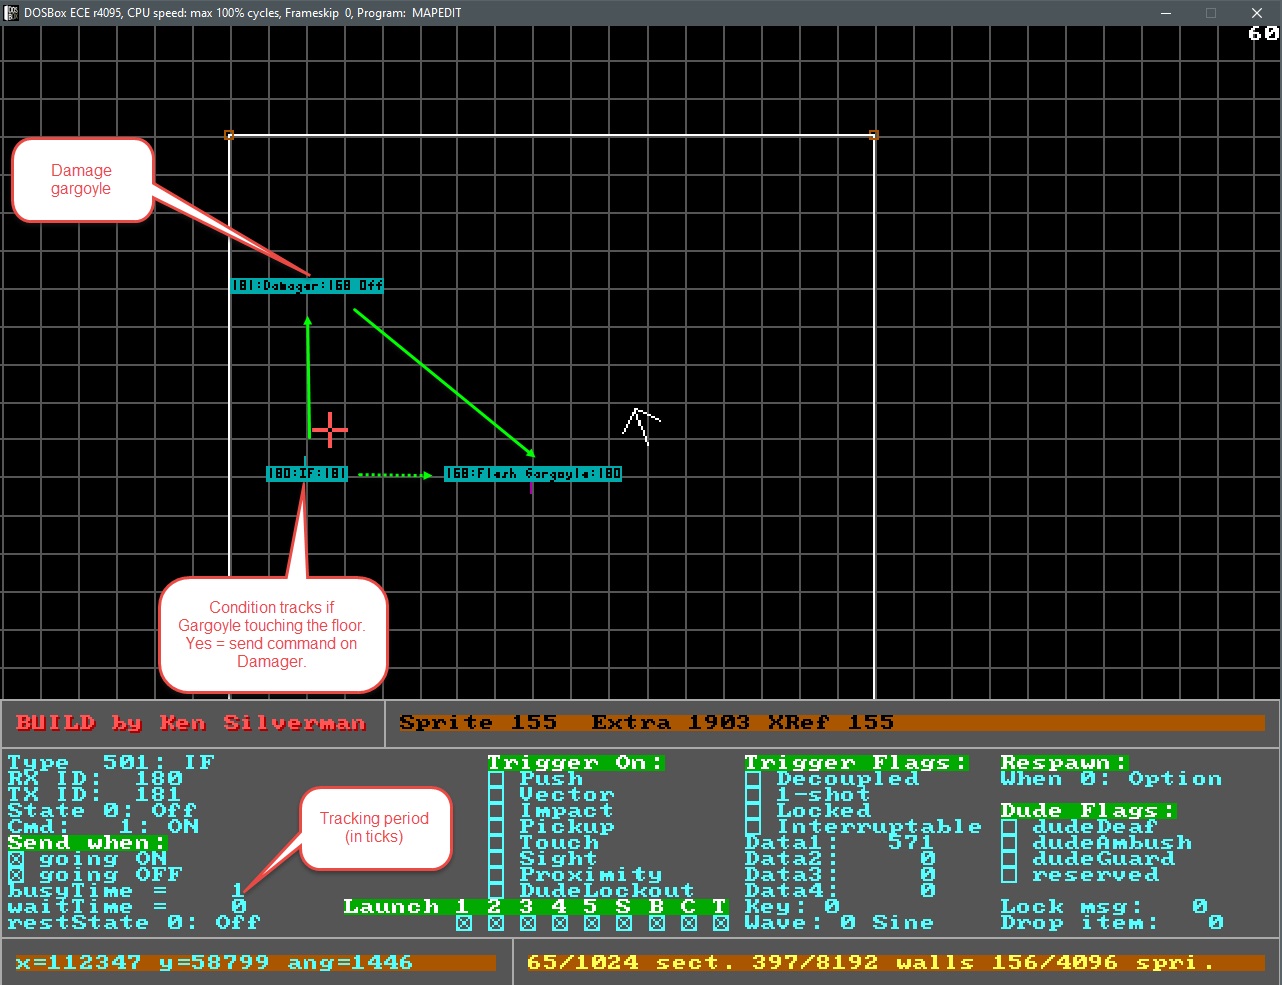 DOSBox ECE r4095, CPU speed: max 100% cycles, Frameskip 0, Program: MAPEDIT
60
Damage
gargoyle
181:Damager:168 Off
180:IF:181
168:Flesh Gargoyle:180
Condition tracks if
Gargoyle touching the floor.
Yes = send command on
Damager.
BUILD by Ken Silverman
Sprite 155 Extra 1903 XRef 155
Type 501: IF
RX ID: 180
TX ID: 181
State 0: Off
Cmd: 1: ON
Send when:
going ON
going OFF
busyTime = 1
waitTime = 0
restState 0: Off
Tracking period
(in ticks)
Trigger On:
Push
Vector
Impact
Pickup
Touch
Sight
Proximity
DudeLockout
Launch 1 2 3 4 5 S B C T
Trigger Flags:
Decoupled
1-shot
Locked
Interruptable
Data1: 571
Data2: 0
Data3: 0
Data4: 0
Key: 0
Wave: 0 Sine
Respawn:
When 0: Option
Dude Flags:
dudeDeaf
dudeAmbush
dudeGuard
reserved
Lock msg: 0
Drop item: 0
x=112347 y=58799 ang=1446
65/1024 sect. 397/8192 walls 156/4096 spri.